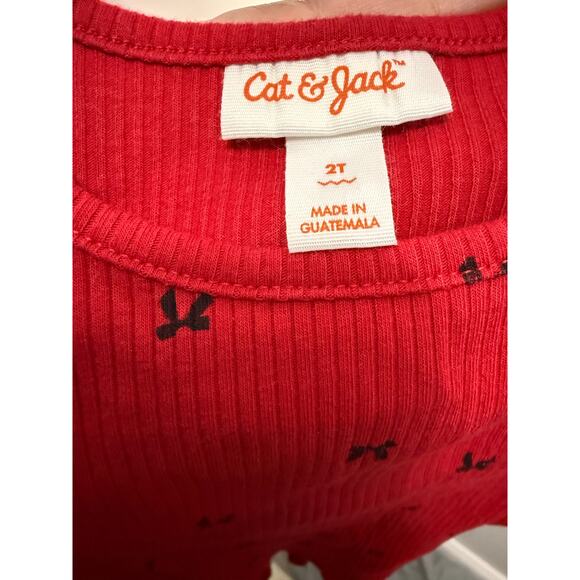 Cat & Jack™
2T
MADE IN
GUATEMALA